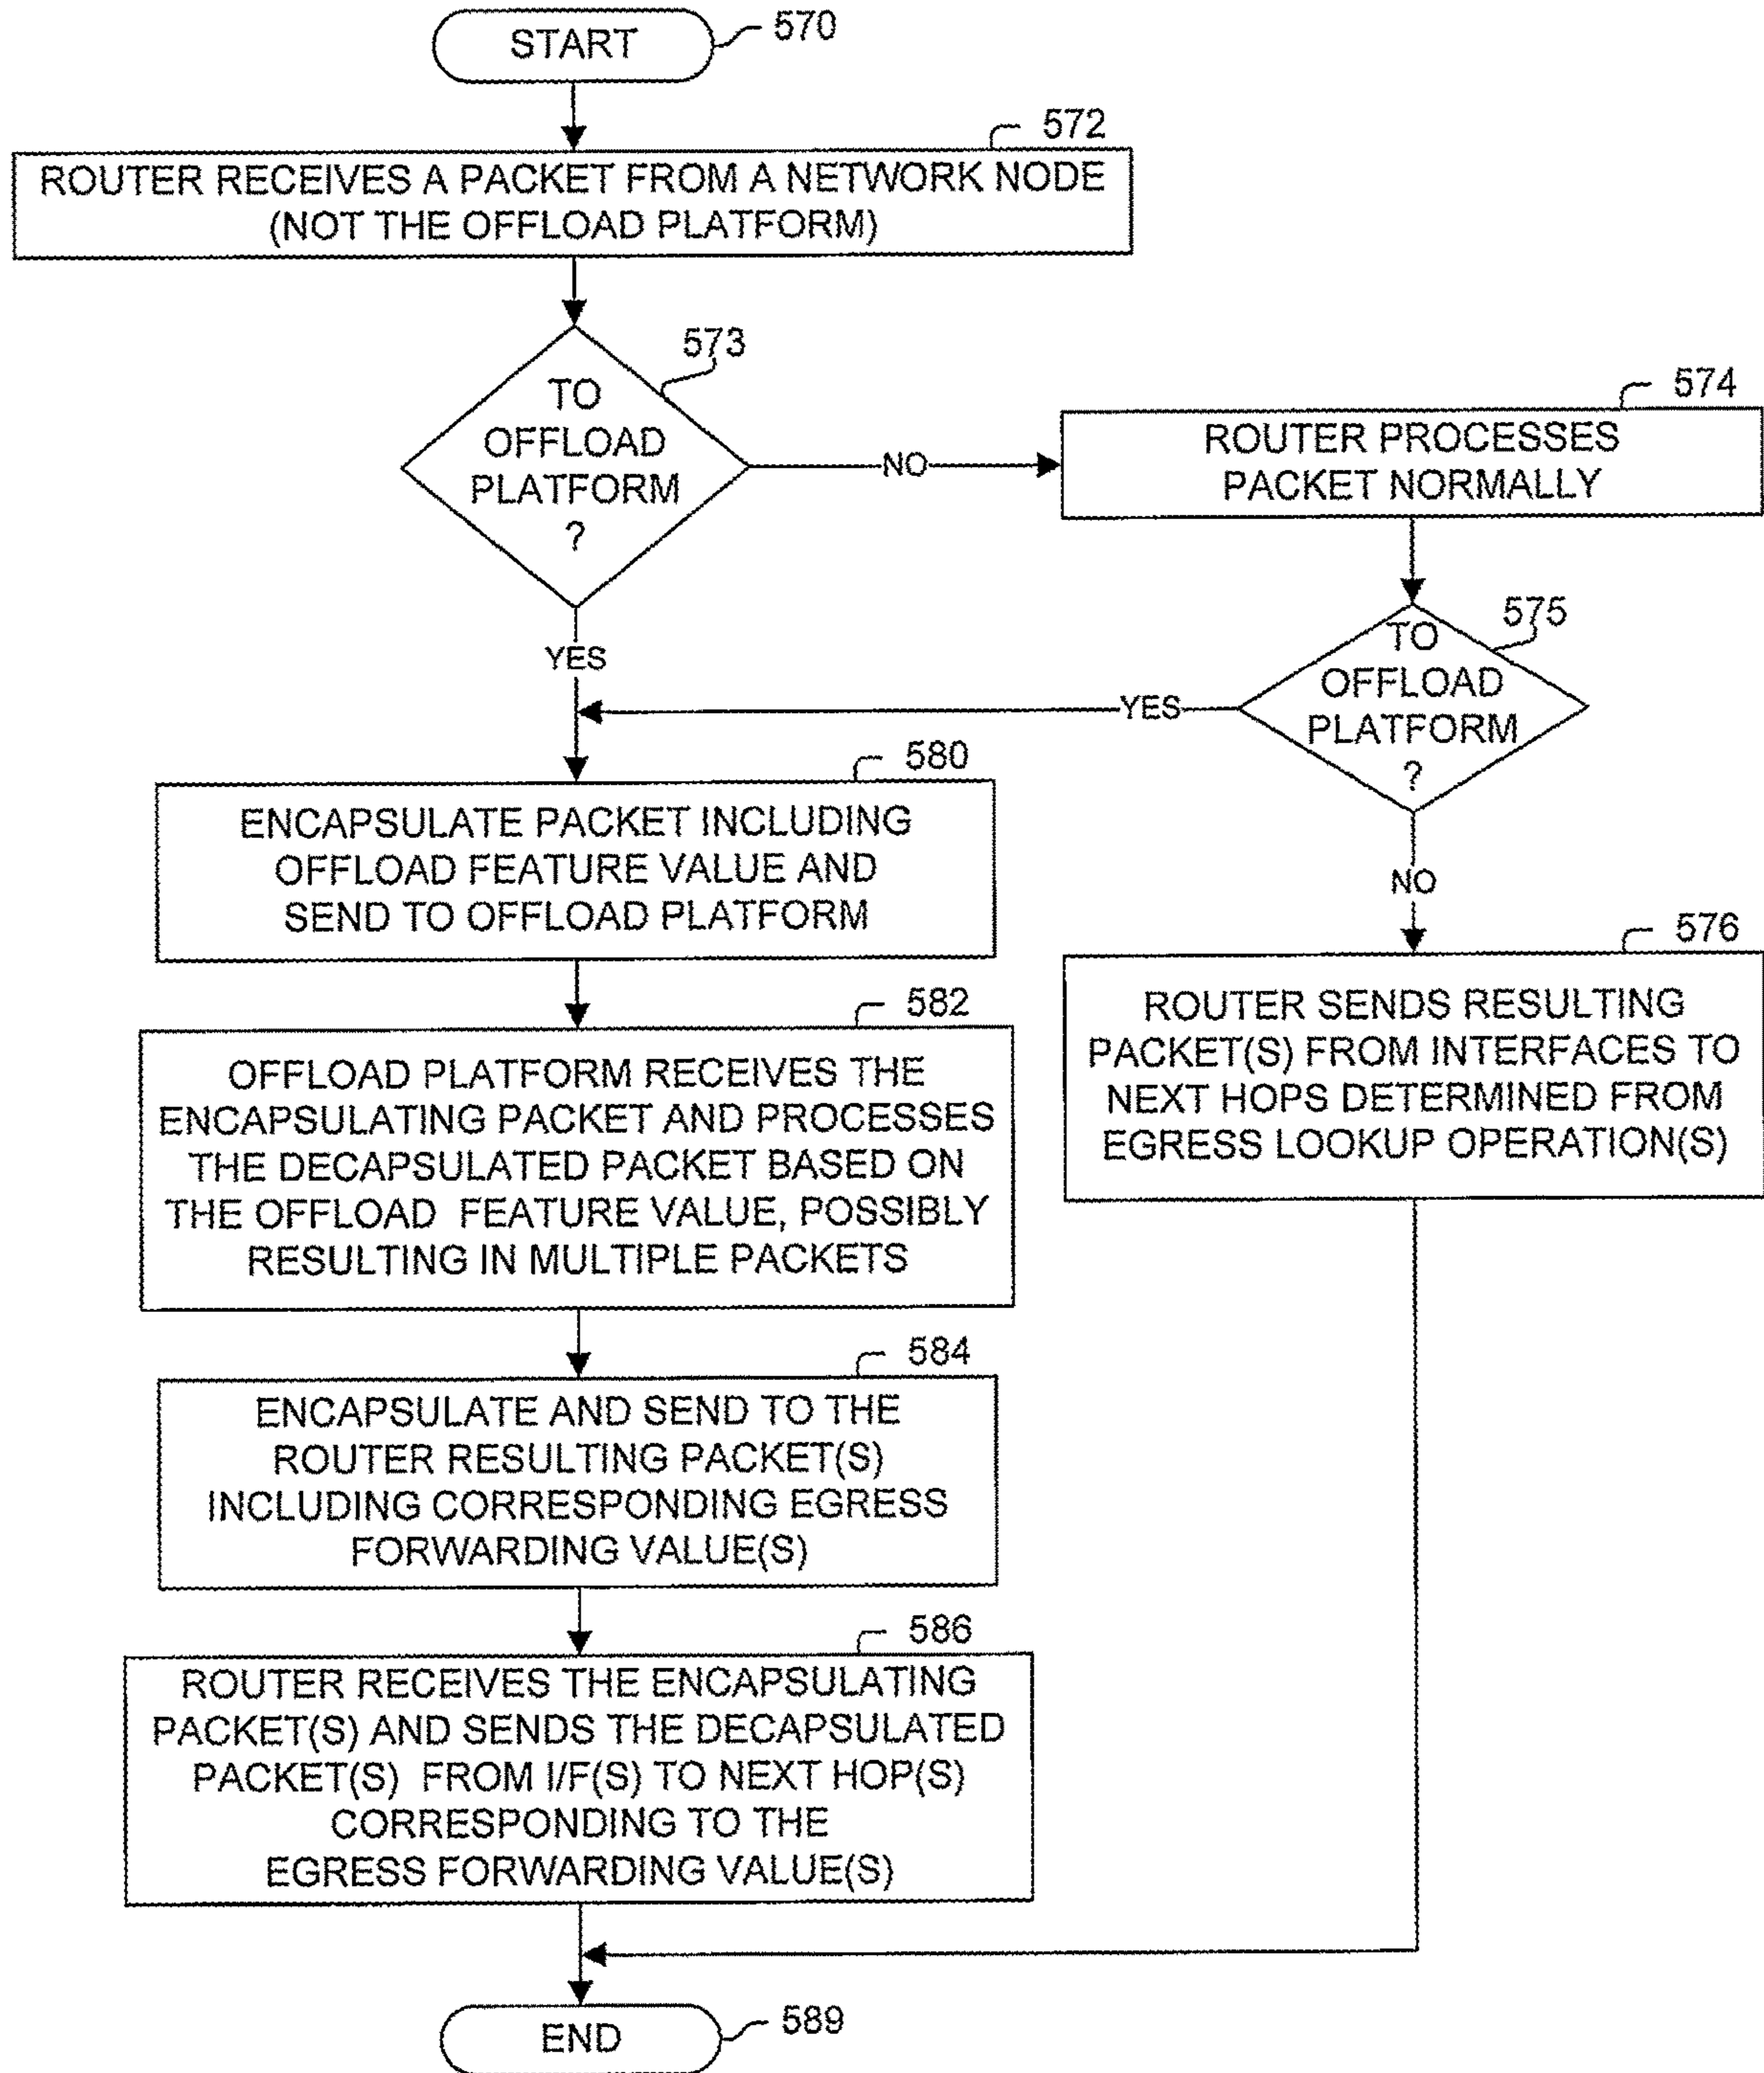 START
570
572
ROUTER RECEIVES A PACKET FROM A NETWORK NODE
(NOT THE OFFLOAD PLATFORM)
573
TO
OFFLOAD
PLATFORM
?
NO
574
ROUTER PROCESSES
PACKET NORMALLY
YES
575
TO
OFFLOAD
PLATFORM
?
YES
NO
580
ENCAPSULATE PACKET INCLUDING
OFFLOAD FEATURE VALUE AND
SEND TO OFFLOAD PLATFORM
576
ROUTER SENDS RESULTING
PACKET(S) FROM INTERFACES TO
NEXT HOPS DETERMINED FROM
EGRESS LOOKUP OPERATION(S)
582
OFFLOAD PLATFORM RECEIVES THE
ENCAPSULATING PACKET AND PROCESSES
THE DECAPSULATED PACKET BASED ON
THE OFFLOAD FEATURE VALUE, POSSIBLY
RESULTING IN MULTIPLE PACKETS
584
ENCAPSULATE AND SEND TO THE
ROUTER RESULTING PACKET(S)
INCLUDING CORRESPONDING EGRESS
FORWARDING VALUE(S)
586
ROUTER RECEIVES THE ENCAPSULATING
PACKET(S) AND SENDS THE DECAPSULATED
PACKET(S) FROM I/F(S) TO NEXT HOP(S)
CORRESPONDING TO THE
EGRESS FORWARDING VALUE(S)
END
589